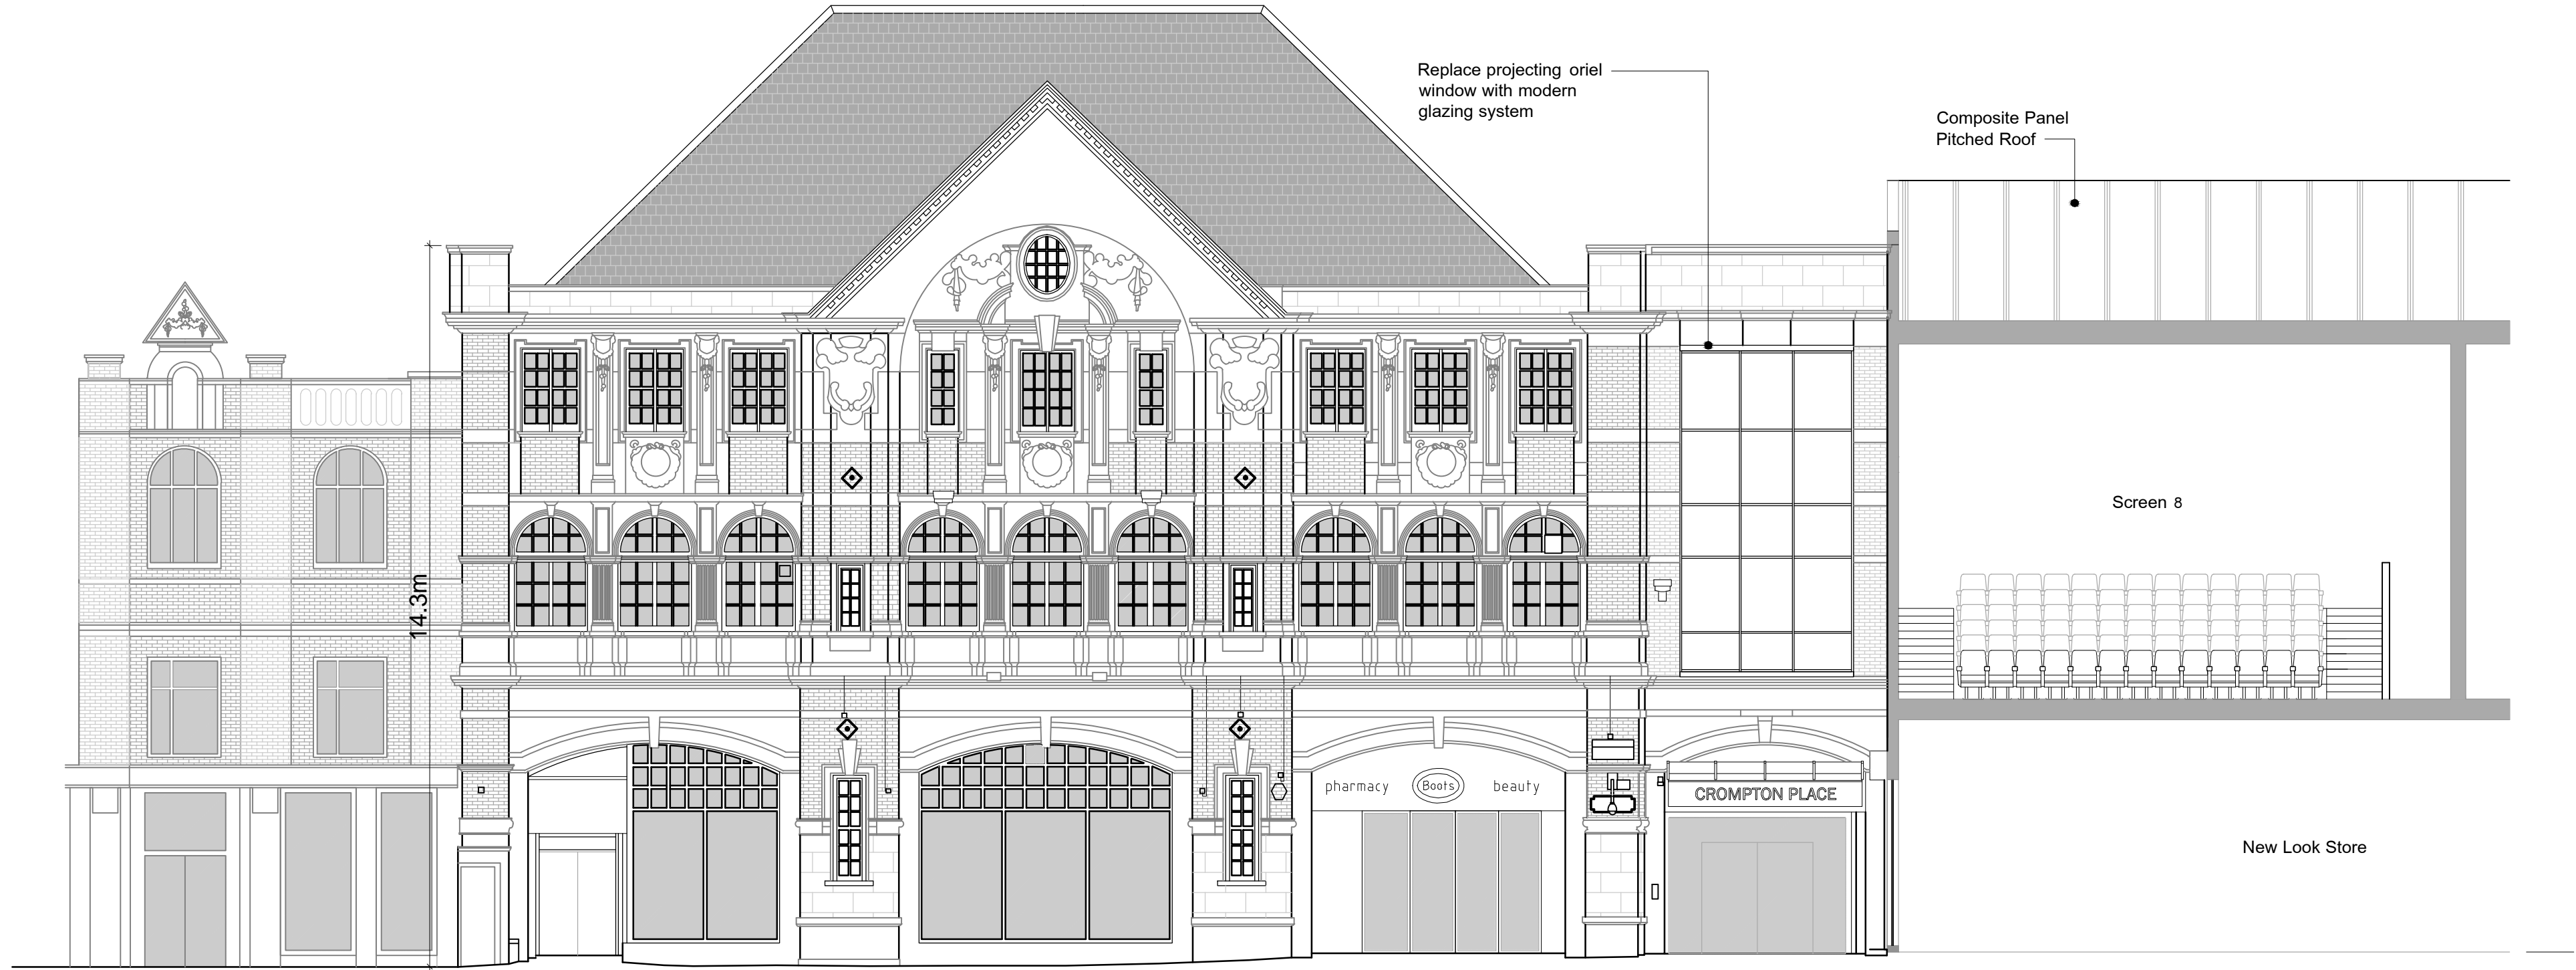 Replace projecting oriel
window with modern
glazing system
Composite Panel
Pitched Roof
14.3m
Screen 8
pharmacy Boots beauty
CROMPTON PLACE
New Look Store